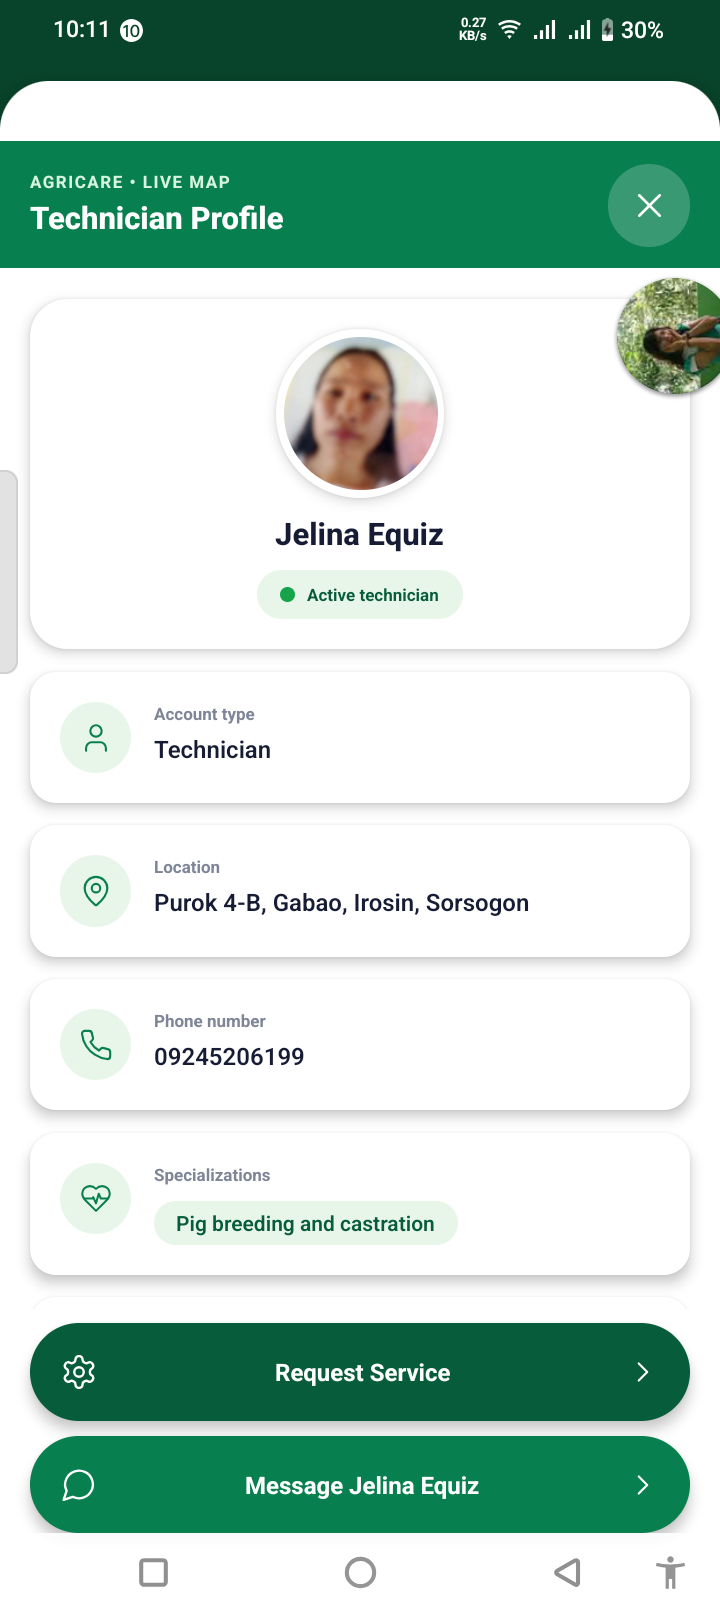 10:11 10 0.27 KB/s 30%
AGRICARE • LIVE MAP
Technician Profile
Jelina Equiz
Active technician
Account type
Technician
Location
Purok 4-B, Gabao, Irosin, Sorsogon
Phone number
09245206199
Specializations
Pig breeding and castration
Request Service
Message Jelina Equiz